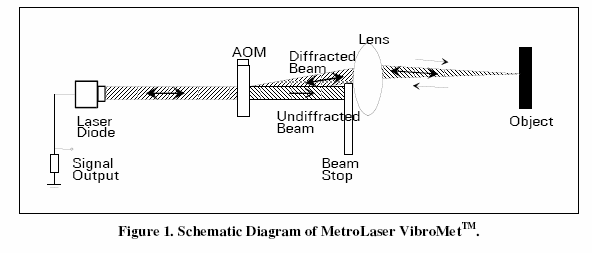 Lens
AOM
Diffracted
Beam
Laser
Diode
Undiffracted
Beam
Object
Signal
Output
Beam
Stop
Figure 1. Schematic Diagram of MetroLaser VibroMet™.